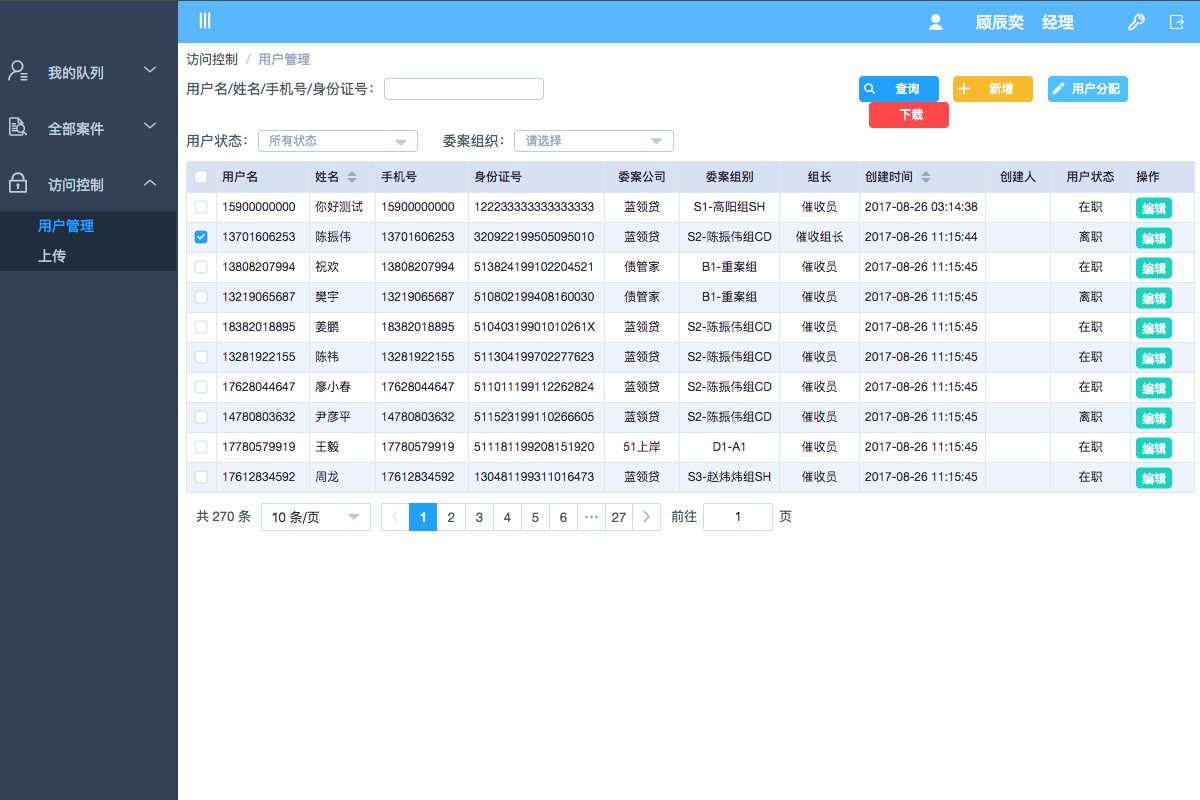 顾辰奕 经理
我的队列
全部案件
访问控制
用户管理
上传
访问控制 / 用户管理
用户名/姓名/手机号/身份证号：
查询 新增 用户分配
下载
用户状态： 所有状态 委案组织： 请选择
用户名 姓名 手机号 身份证号 委案公司 委案组别 组长 创建时间 创建人 用户状态 操作
15900000000 你好测试 15900000000 122233333333333333 蓝领贷 S1-高阳组SH 催收员 2017-08-26 03:14:38 在职 编辑
13701606253 陈振伟 13701606253 320922199505095010 蓝领贷 S2-陈振伟组CD 催收组长 2017-08-26 11:15:44 离职 编辑
13808207994 祝欢 13808207994 513824199102204521 债管家 B1-重案组 催收员 2017-08-26 11:15:45 在职 编辑
13219065687 樊宇 13219065687 510802199408160030 债管家 B1-重案组 催收员 2017-08-26 11:15:45 离职 编辑
18382018895 姜鹏 18382018895 51040319901010261X 蓝领贷 S2-陈振伟组CD 催收员 2017-08-26 11:15:45 在职 编辑
13281922155 陈祎 13281922155 511304199702277623 蓝领贷 S2-陈振伟组CD 催收员 2017-08-26 11:15:45 在职 编辑
17628044647 廖小春 17628044647 511011199112262824 蓝领贷 S2-陈振伟组CD 催收员 2017-08-26 11:15:45 在职 编辑
14780803632 尹彦平 14780803632 511523199110266605 蓝领贷 S2-陈振伟组CD 催收员 2017-08-26 11:15:45 离职 编辑
17780579919 王毅 17780579919 511181199208151920 51上岸 D1-A1 催收员 2017-08-26 11:15:45 在职 编辑
17612834592 周龙 17612834592 130481199311016473 蓝领贷 S3-赵炜炜组SH 催收员 2017-08-26 11:15:45 在职 编辑
共 270 条 10 条/页 1 2 3 4 5 6 ··· 27 前往 1 页